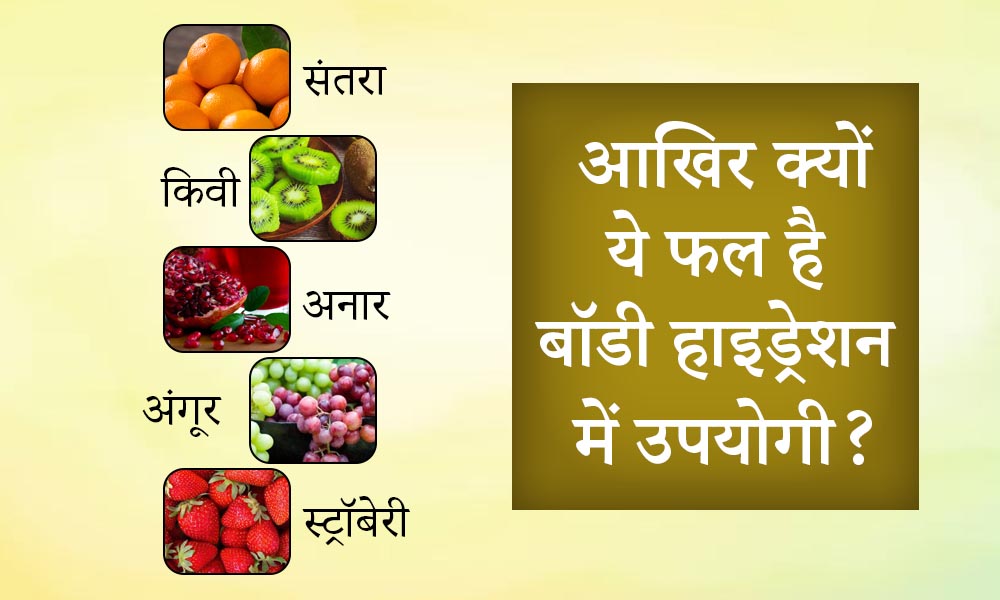 संतरा
किवी
अनार
अंगूर
स्ट्रॉबेरी
आखिर क्यों
ये फल है
बॉडी हाइड्रेशन
में उपयोगी?